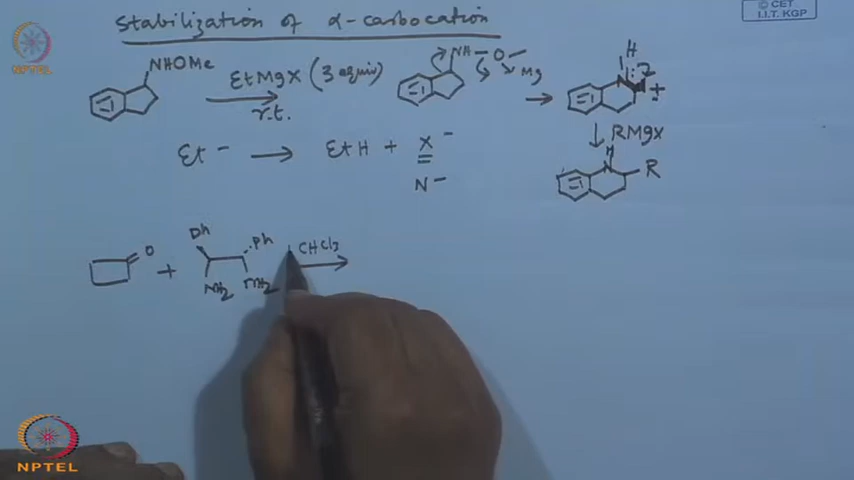 Stabilization of α-carbocation
© CET
I.I.T. KGP
NHOMe
EtMgX (3 equiv)
r.t.
NH-O
Mg
H
+
RMgX
Et⁻ → EtH + X⁻
N⁻
H
N
R
O
+
Ph
Ph
NH2
NH2
CHCl3
NPTEL
NPTEL